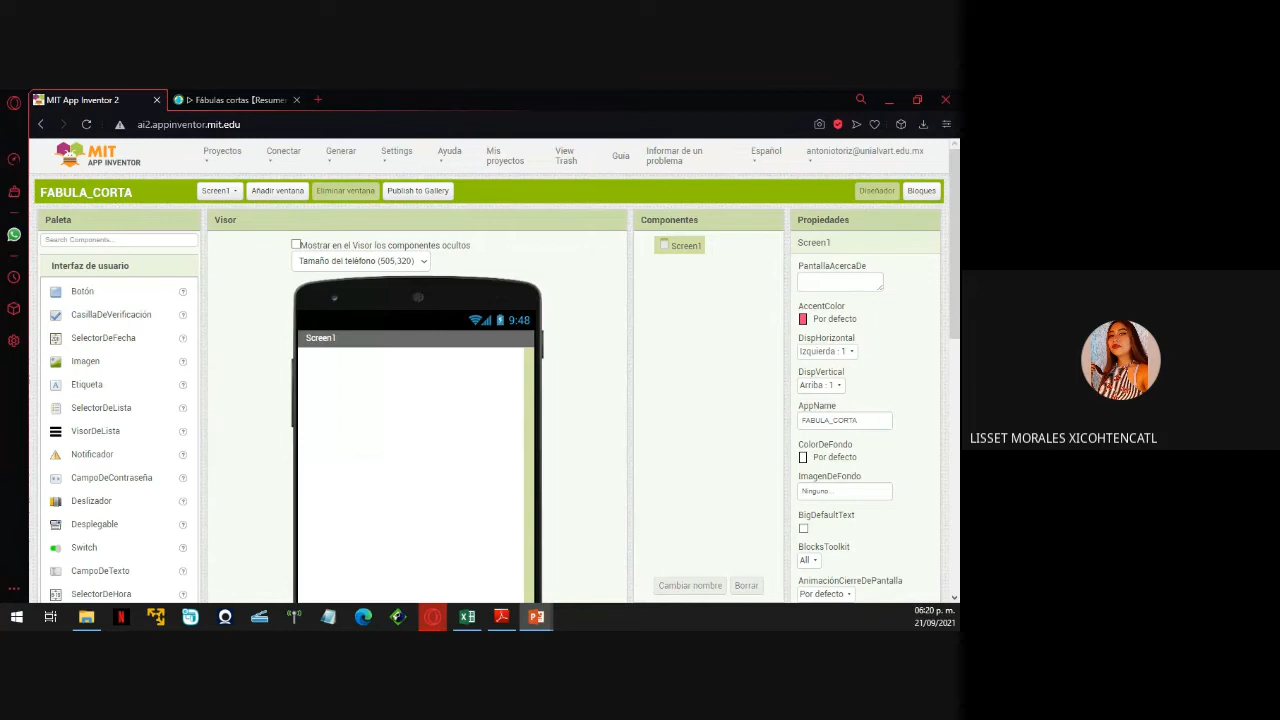 MIT App Inventor 2
▷ Fábulas cortas 【Resume
ai2.appinventor.mit.edu
MIT
APP INVENTOR
Proyectos
Conectar
Generar
Settings
Ayuda
Mis
proyectos
View
Trash
Guia
Informar de un
problema
Español
antoniotoriz@unialvart.edu.mx
FABULA_CORTA
Screen1
Añadir ventana
Eliminar ventana
Publish to Gallery
Diseñador
Bloques
Paleta
Visor
Componentes
Propiedades
Search Components...
Interfaz de usuario
Botón
CasillaDeVerificación
SelectorDeFecha
Imagen
Etiqueta
SelectorDeLista
VisorDeLista
Notificador
CampoDeContraseña
Deslizador
Desplegable
Switch
CampoDeTexto
SelectorDeHora
Mostrar en el Visor los componentes ocultos
Tamaño del teléfono (505,320)
9:48
Screen1
Screen1
Cambiar nombre
Borrar
Screen1
PantallaAcercaDe
AccentColor
Por defecto
DispHorizontal
Izquierda : 1
DispVertical
Arriba : 1
AppName
FABULA_CORTA
ColorDeFondo
Por defecto
ImagenDeFondo
Ninguno...
BigDefaultText
BlocksToolkit
All
AnimaciónCierreDePantalla
Por defecto
06:20 p. m.
21/09/2021
LISSET MORALES XICOHTENCATL